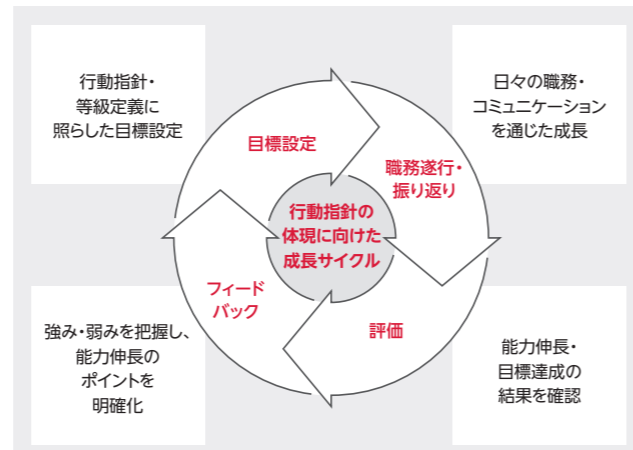 行動指針・
等級定義に
照らした目標設定
日々の職務・
コミュニケーション
を通じた成長
目標設定
職務遂行・
振り返り
行動指針の
体現に向けた
成長サイクル
フィード
バック
評価
強み・弱みを把握し、
能力伸長の
ポイントを
明確化
能力伸長・
目標達成の
結果を確認